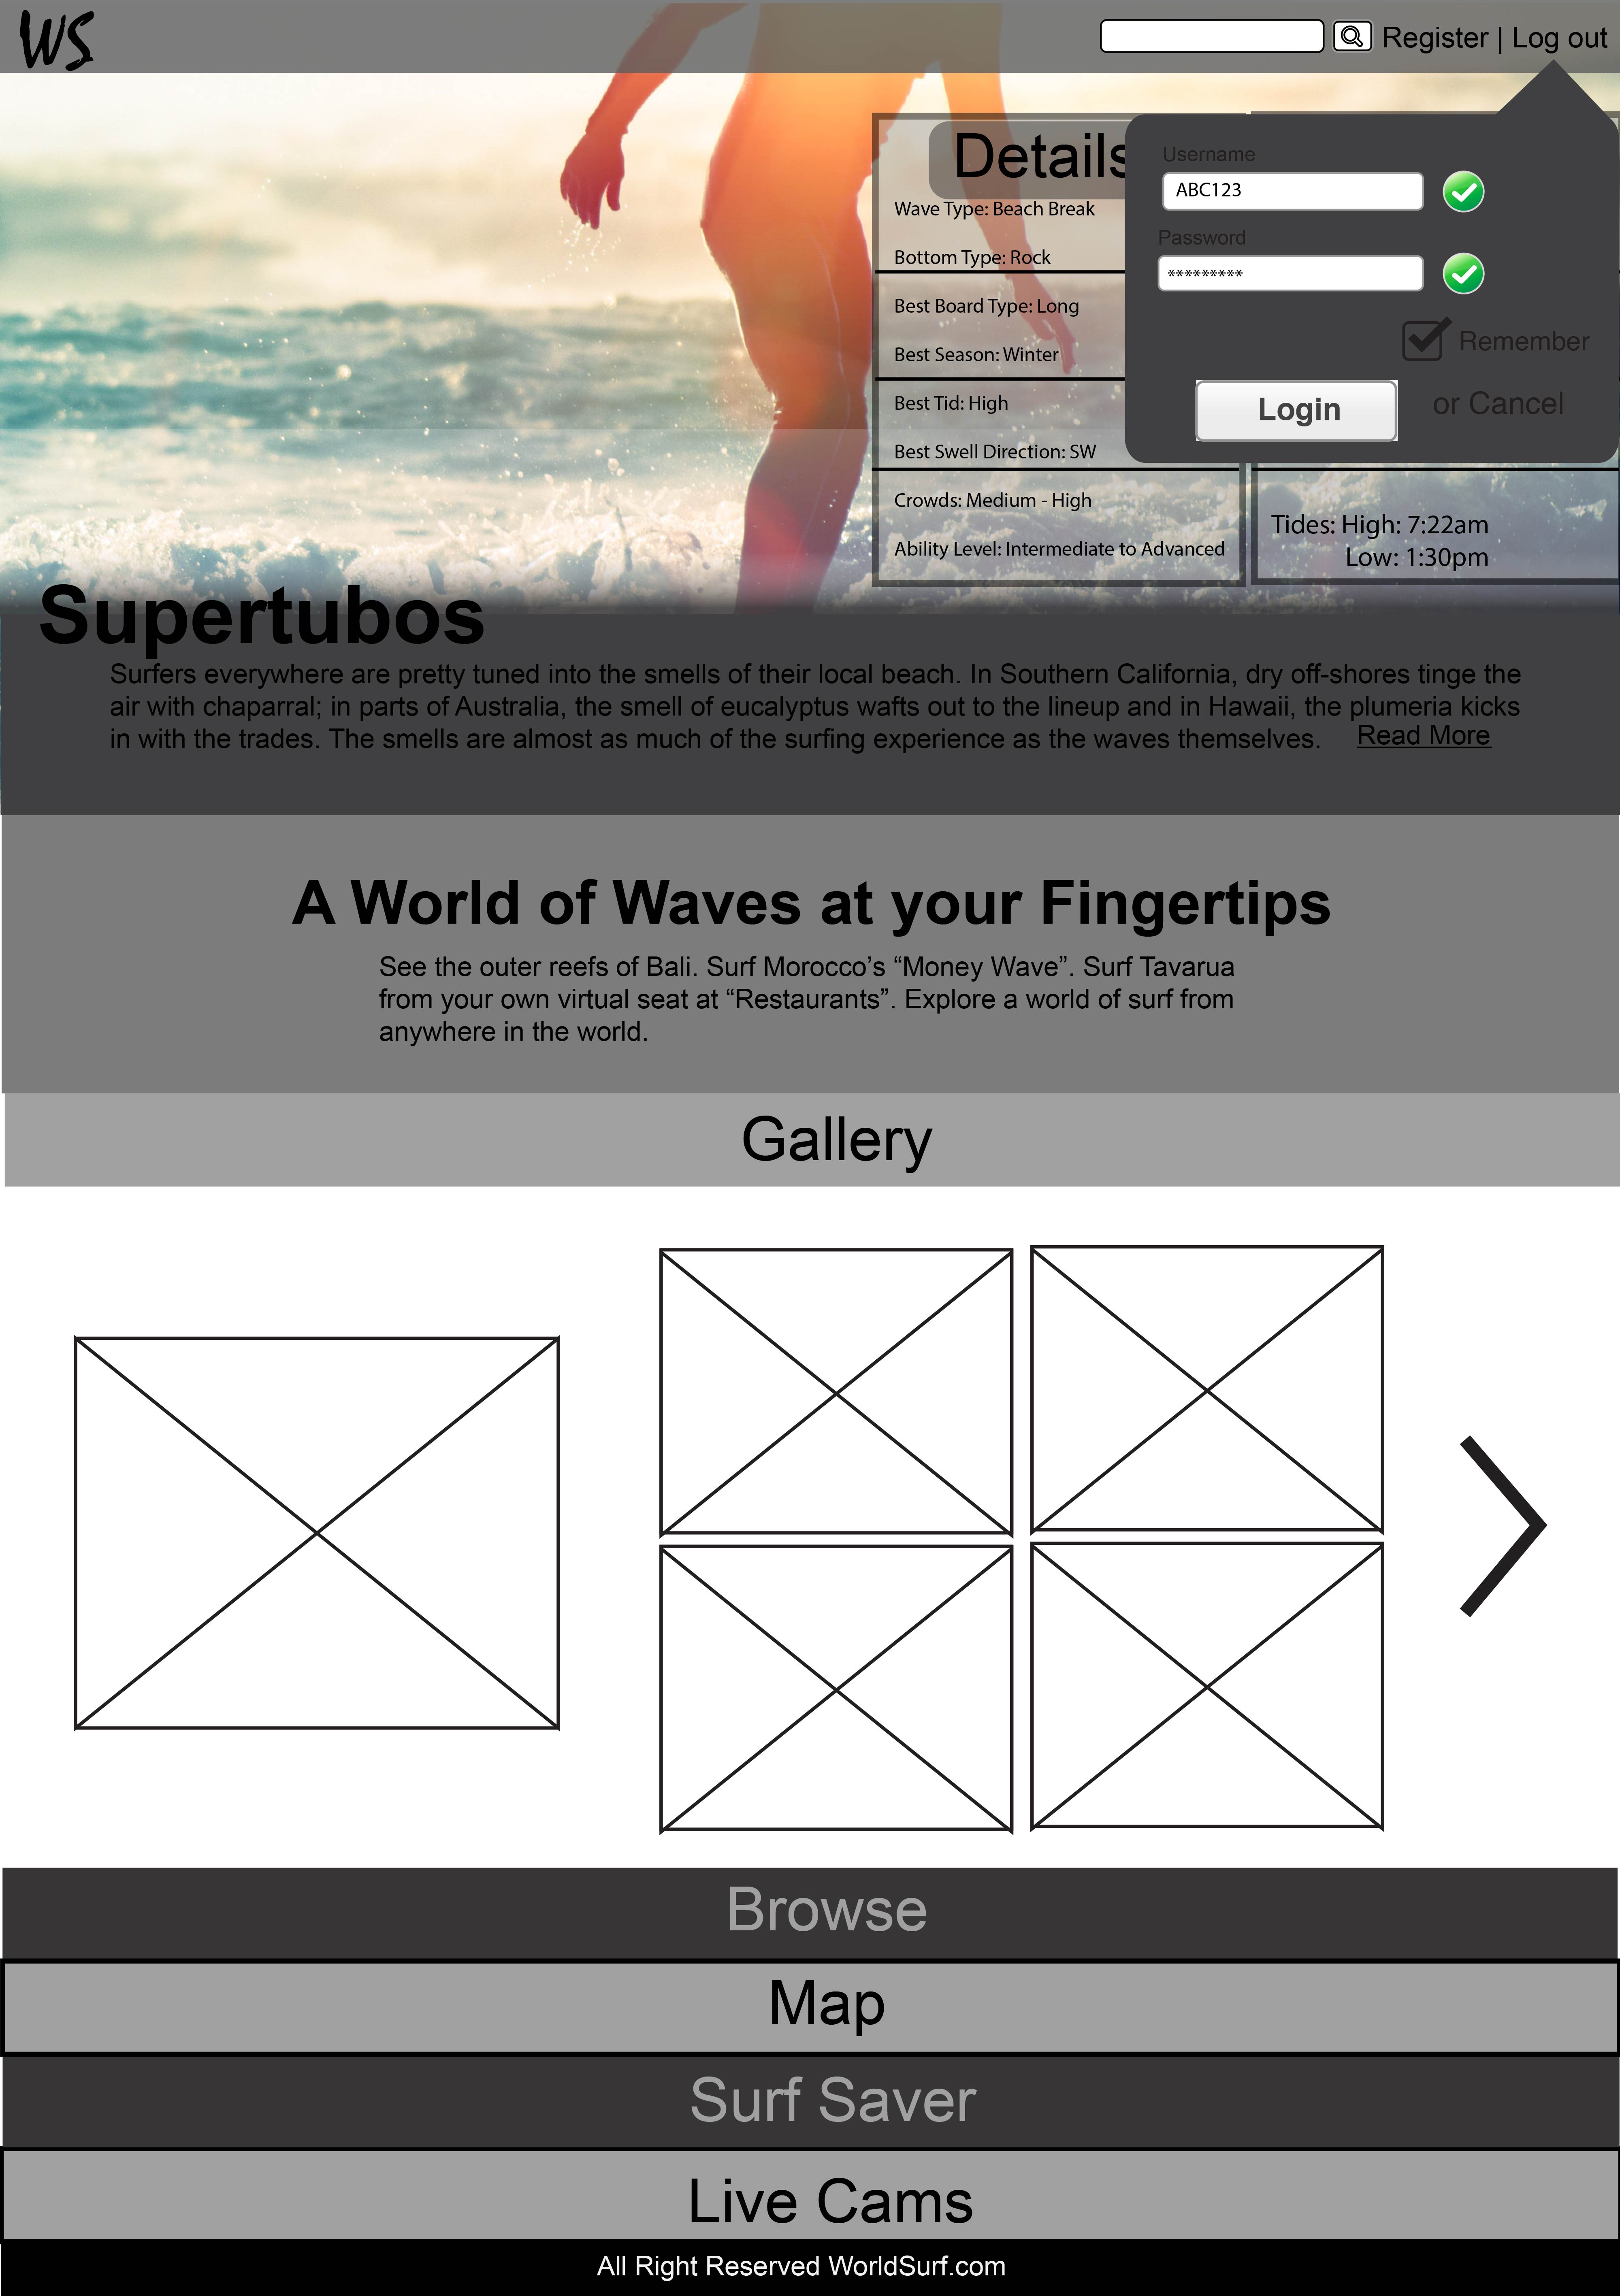 WS
Register | Log out
Details
Wave Type: Beach Break
Bottom Type: Rock
Best Board Type: Long
Best Season: Winter
Best Tid: High
Best Swell Direction: SW
Crowds: Medium - High
Ability Level: Intermediate to Advanced
Username
ABC123
Password
*********
Remember
Login
or Cancel
Tides: High: 7:22am
Low: 1:30pm
Supertubos
Surfers everywhere are pretty tuned into the smells of their local beach. In Southern California, dry off-shores tinge the
air with chaparral; in parts of Australia, the smell of eucalyptus wafts out to the lineup and in Hawaii, the plumeria kicks
in with the trades. The smells are almost as much of the surfing experience as the waves themselves. Read More
A World of Waves at your Fingertips
See the outer reefs of Bali. Surf Morocco’s “Money Wave”. Surf Tavarua
from your own virtual seat at “Restaurants”. Explore a world of surf from
anywhere in the world.
Gallery
Browse
Map
Surf Saver
Live Cams
All Right Reserved WorldSurf.com